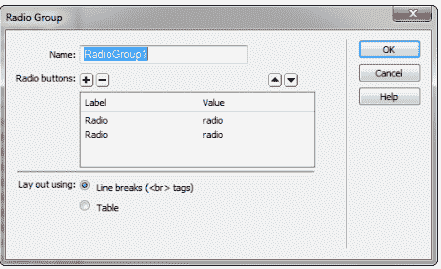 Radio Group
Name: RadioGroup1
OK
Radio buttons:
Cancel
Label Value
Help
Radio radio
Radio radio
Lay out using: Line breaks (<br> tags)
Table